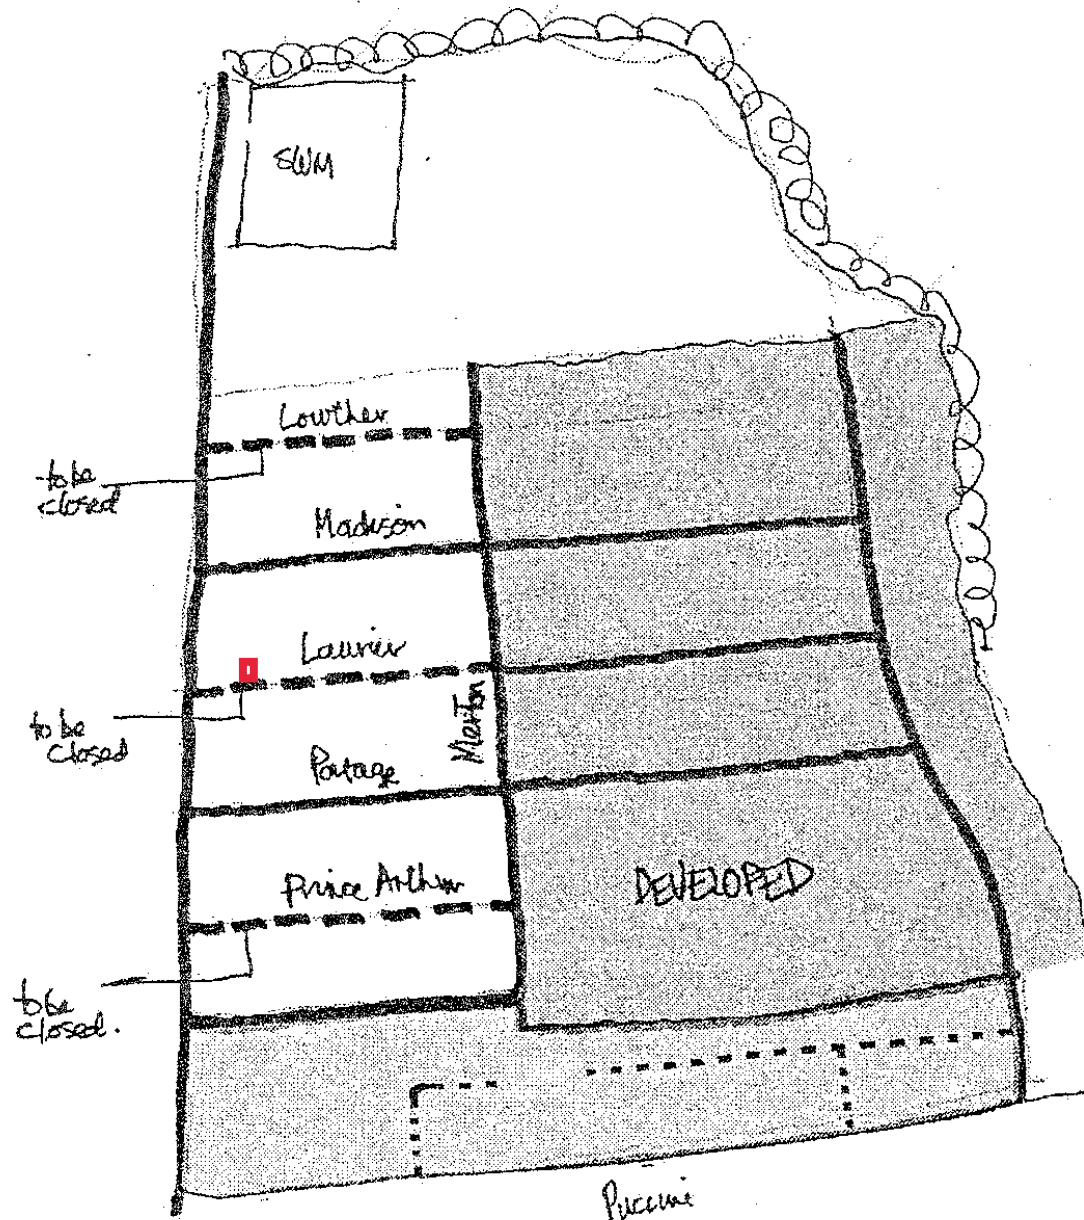 SWM
Lowther
to be
closed
Madison
Laurier
to be
closed
Merton
Portage
Prince Arthur
DEVELOPED
to be
closed.
Puccini